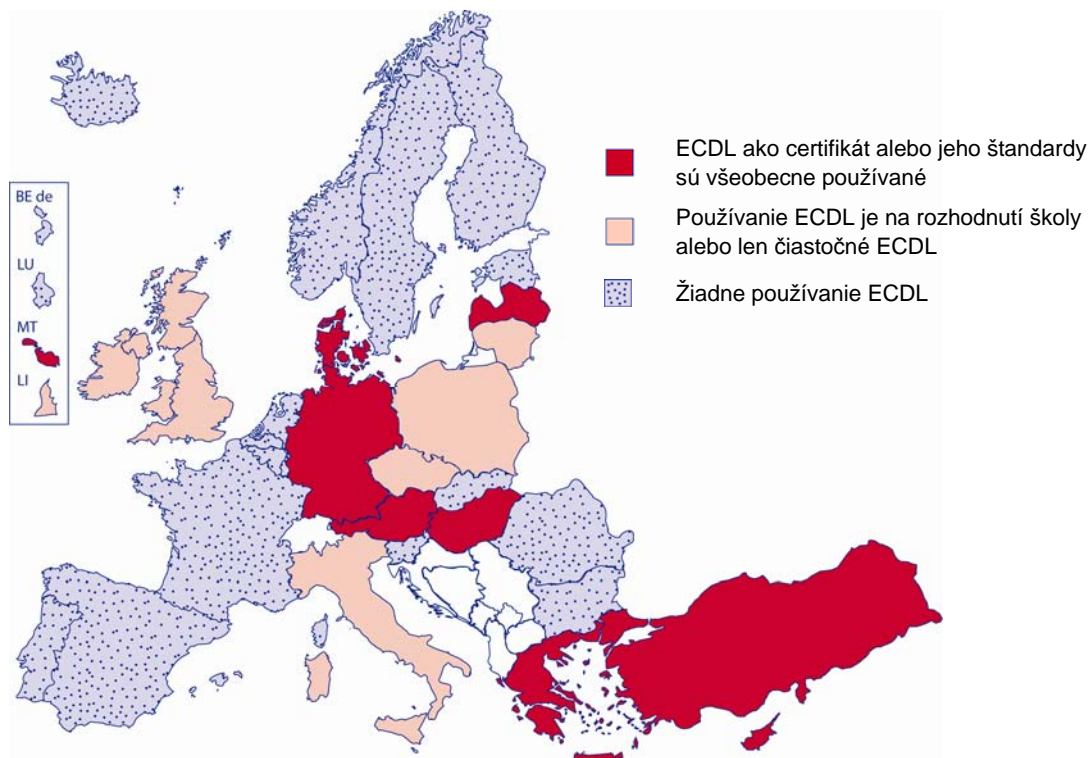 ECDL ako certifikát alebo jeho štandardy
sú všeobecne používané
Používanie ECDL je na rozhodnutí školy
alebo len čiastočné ECDL
Žiadne používanie ECDL
BE de
LU
MT
LI